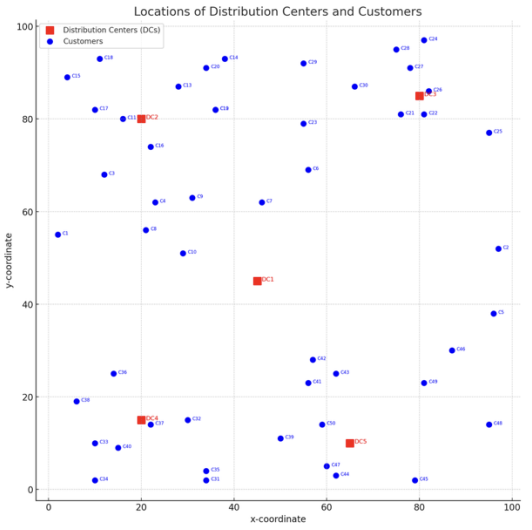 Locations of Distribution Centers and Customers
Distribution Centers (DCs)
Customers
y-coordinate
100
80
60
40
20
0
C24
C28
C18
C14
C29
C20
C27
C15
C13
C30
C26
DC3
C17
C19
C21
C22
C11
DC2
C23
C25
C16
C6
C3
C9
C4
C7
C8
C1
C2
C10
DC1
C5
C46
C42
C36
C43
C41
C49
C38
DC4
C32
C37
C50
C48
C39
DC5
C33
C40
C47
C35
C44
C34
C31
C45
0
20
40
60
80
100
x-coordinate